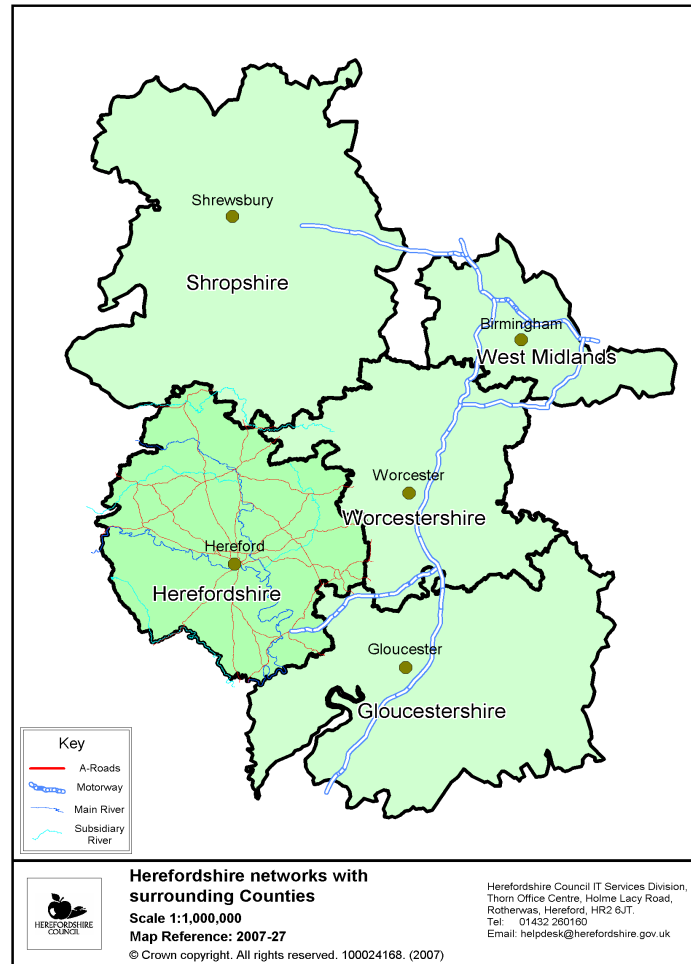 Shrewsbury
Shropshire
Birmingham
West Midlands
Worcester
Worcestershire
Hereford
Herefordshire
Gloucester
Gloucestershire
Key
A-Roads
Motorway
Main River
Subsidiary
River
HEREFORDSHIRE
COUNCIL
Herefordshire networks with
surrounding Counties
Scale 1:1,000,000
Map Reference: 2007-27
© Crown copyright. All rights reserved. 100024168. (2007)
Herefordshire Council IT Services Division,
Thorn Office Centre, Holme Lacy Road,
Rotherwas, Hereford, HR2 6JT.
Tel: 01432 260160
Email: helpdesk@herefordshire.gov.uk